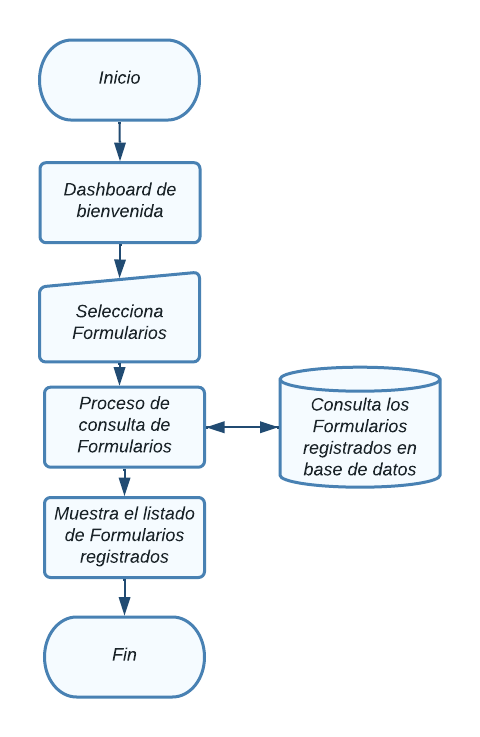 Inicio
Dashboard de
bienvenida
Selecciona
Formularios
Proceso de
consulta de
Formularios
Consulta los
Formularios
registrados en
base de datos
Muestra el listado
de Formularios
registrados
Fin